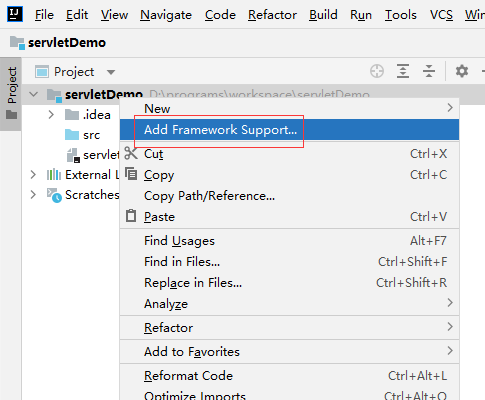 IJ File Edit View Navigate Code Refactor Build Run Tools VCS W
servletDemo
Project
Project
servletDemo D:\programs\workspace\servletDemo
.idea
src
servlet
External L
Scratches
New
Add Framework Support...
Cut Ctrl+X
Copy Ctrl+C
Copy Path/Reference...
Paste Ctrl+V
Find Usages Alt+F7
Find in Files... Ctrl+Shift+F
Replace in Files... Ctrl+Shift+R
Analyze
Refactor
Add to Favorites
Reformat Code Ctrl+Alt+L
Optimize Imports Ctrl+Alt+O